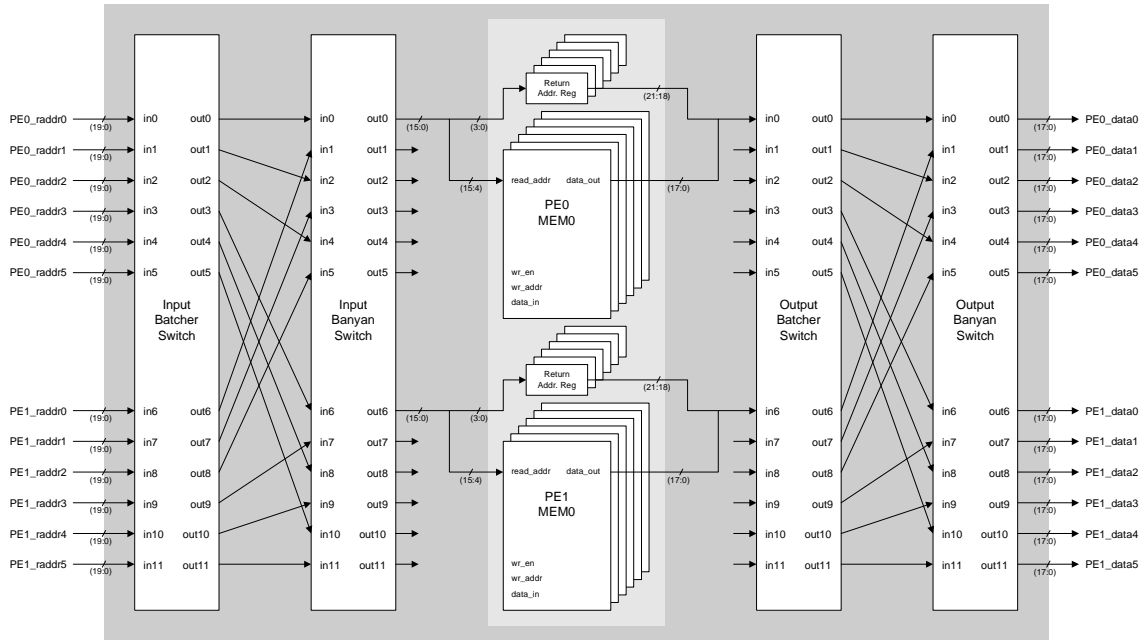 Return
Addr. Reg
(21:18)
PE0_raddr0
(19:0)
in0
out0
in0
out0
(15:0)
(3:0)
in0
out0
in0
out0
(17:0)
PE0_data0
PE0_raddr1
(19:0)
in1
out1
in1
out1
in1
out1
in1
out1
(17:0)
PE0_data1
PE0_raddr2
(19:0)
in2
out2
in2
out2
(15:4)
read_addr
data_out
(17:0)
in2
out2
in2
out2
(17:0)
PE0_data2
PE0_raddr3
(19:0)
in3
out3
in3
out3
PE0
MEM0
in3
out3
in3
out3
(17:0)
PE0_data3
PE0_raddr4
(19:0)
in4
out4
in4
out4
in4
out4
in4
out4
(17:0)
PE0_data4
PE0_raddr5
(19:0)
in5
out5
in5
out5
wr_en
wr_addr
data_in
in5
out5
in5
out5
(17:0)
PE0_data5
Input
Batcher
Switch
Input
Banyan
Switch
Output
Batcher
Switch
Output
Banyan
Switch
Return
Addr. Reg
(21:18)
PE1_raddr0
(19:0)
in6
out6
in6
out6
(15:0)
(3:0)
in6
out6
in6
out6
(17:0)
PE1_data0
PE1_raddr1
(19:0)
in7
out7
in7
out7
in7
out7
in7
out7
(17:0)
PE1_data1
PE1_raddr2
(19:0)
in8
out8
in8
out8
(15:4)
read_addr
data_out
(17:0)
in8
out8
in8
out8
(17:0)
PE1_data2
PE1_raddr3
(19:0)
in9
out9
in9
out9
PE1
MEM0
in9
out9
in9
out9
(17:0)
PE1_data3
PE1_raddr4
(19:0)
in10
out10
in10
out10
in10
out10
in10
out10
(17:0)
PE1_data4
PE1_raddr5
(19:0)
in11
out11
in11
out11
wr_en
wr_addr
data_in
in11
out11
in11
out11
(17:0)
PE1_data5